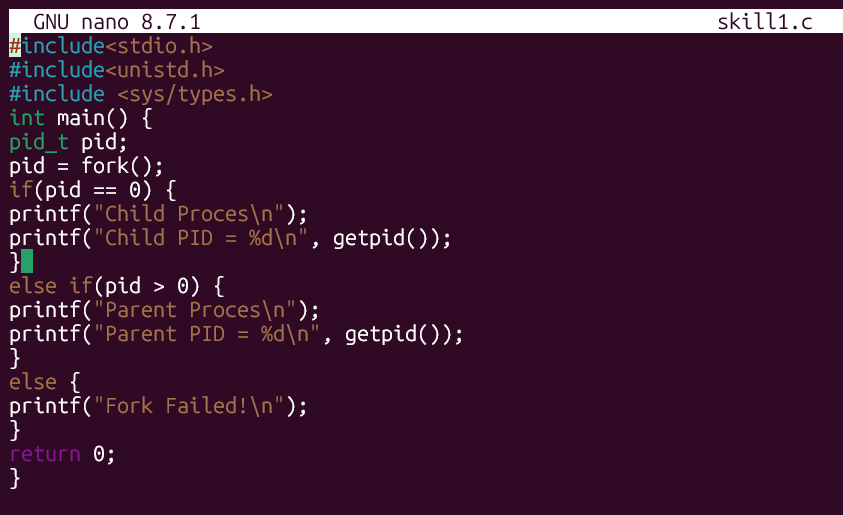 GNU nano 8.7.1 skill1.c
#include<stdio.h>
#include<unistd.h>
#include <sys/types.h>
int main() {
pid_t pid;
pid = fork();
if(pid == 0) {
printf("Child Proces\n");
printf("Child PID = %d\n", getpid());
}
else if(pid > 0) {
printf("Parent Proces\n");
printf("Parent PID = %d\n", getpid());
}
else {
printf("Fork Failed!\n");
}
return 0;
}